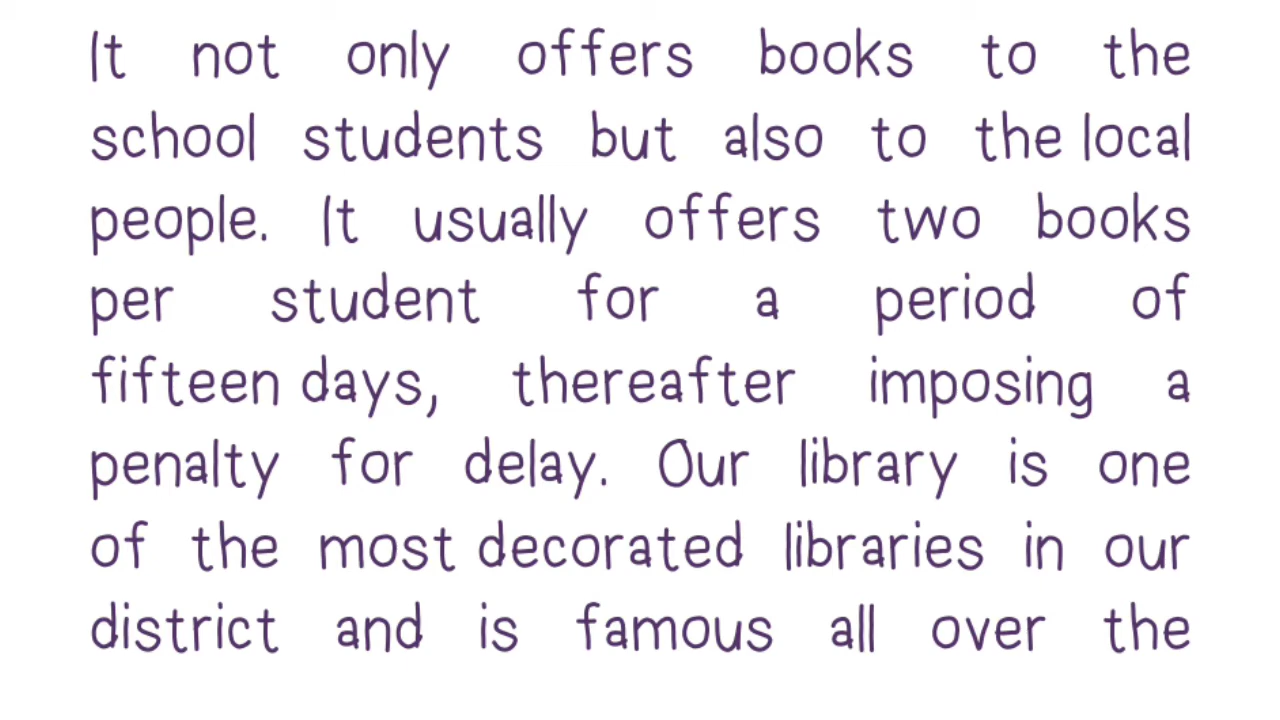 It not only offers books to the
school students but also to the local
people. It usually offers two books
per student for a period of
fifteen days, thereafter imposing a
penalty for delay. Our library is one
of the most decorated libraries in our
district and is famous all over the